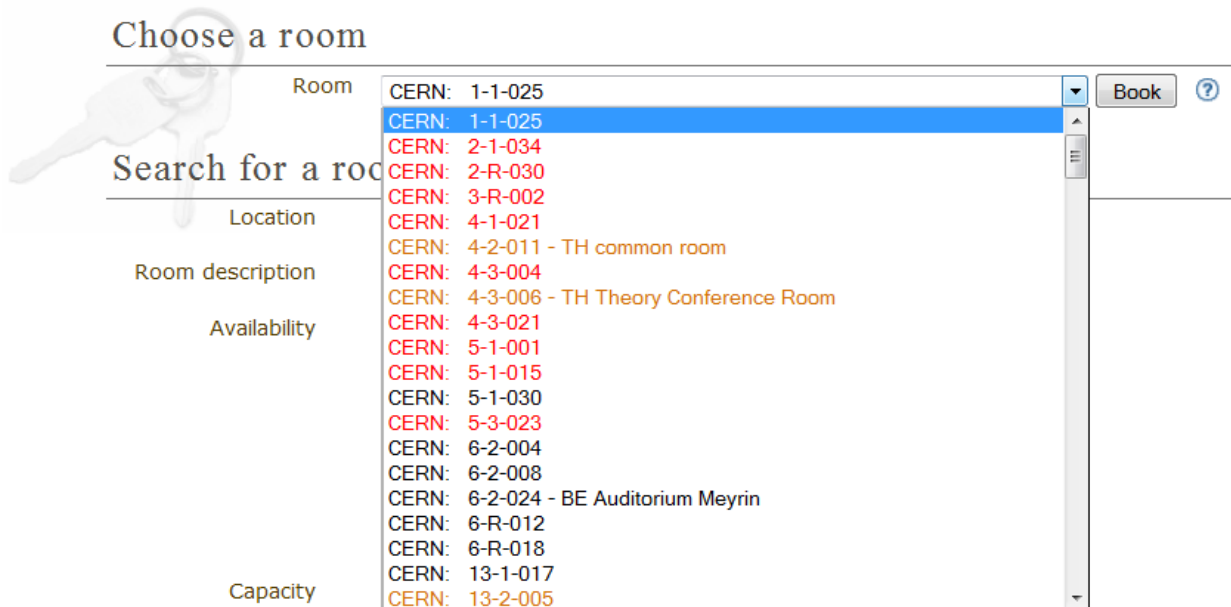 Choose a room
Room CERN: 1-1-025 Book ?
CERN: 1-1-025
CERN: 2-1-034
CERN: 2-R-030
Search for a roo
CERN: 3-R-002
CERN: 4-1-021
Location
CERN: 4-2-011 - TH common room
Room description CERN: 4-3-004
CERN: 4-3-006 - TH Theory Conference Room
Availability CERN: 4-3-021
CERN: 5-1-001
CERN: 5-1-015
CERN: 5-1-030
CERN: 5-3-023
CERN: 6-2-004
CERN: 6-2-008
CERN: 6-2-024 - BE Auditorium Meyrin
CERN: 6-R-012
CERN: 6-R-018
CERN: 13-1-017
Capacity CERN: 13-2-005